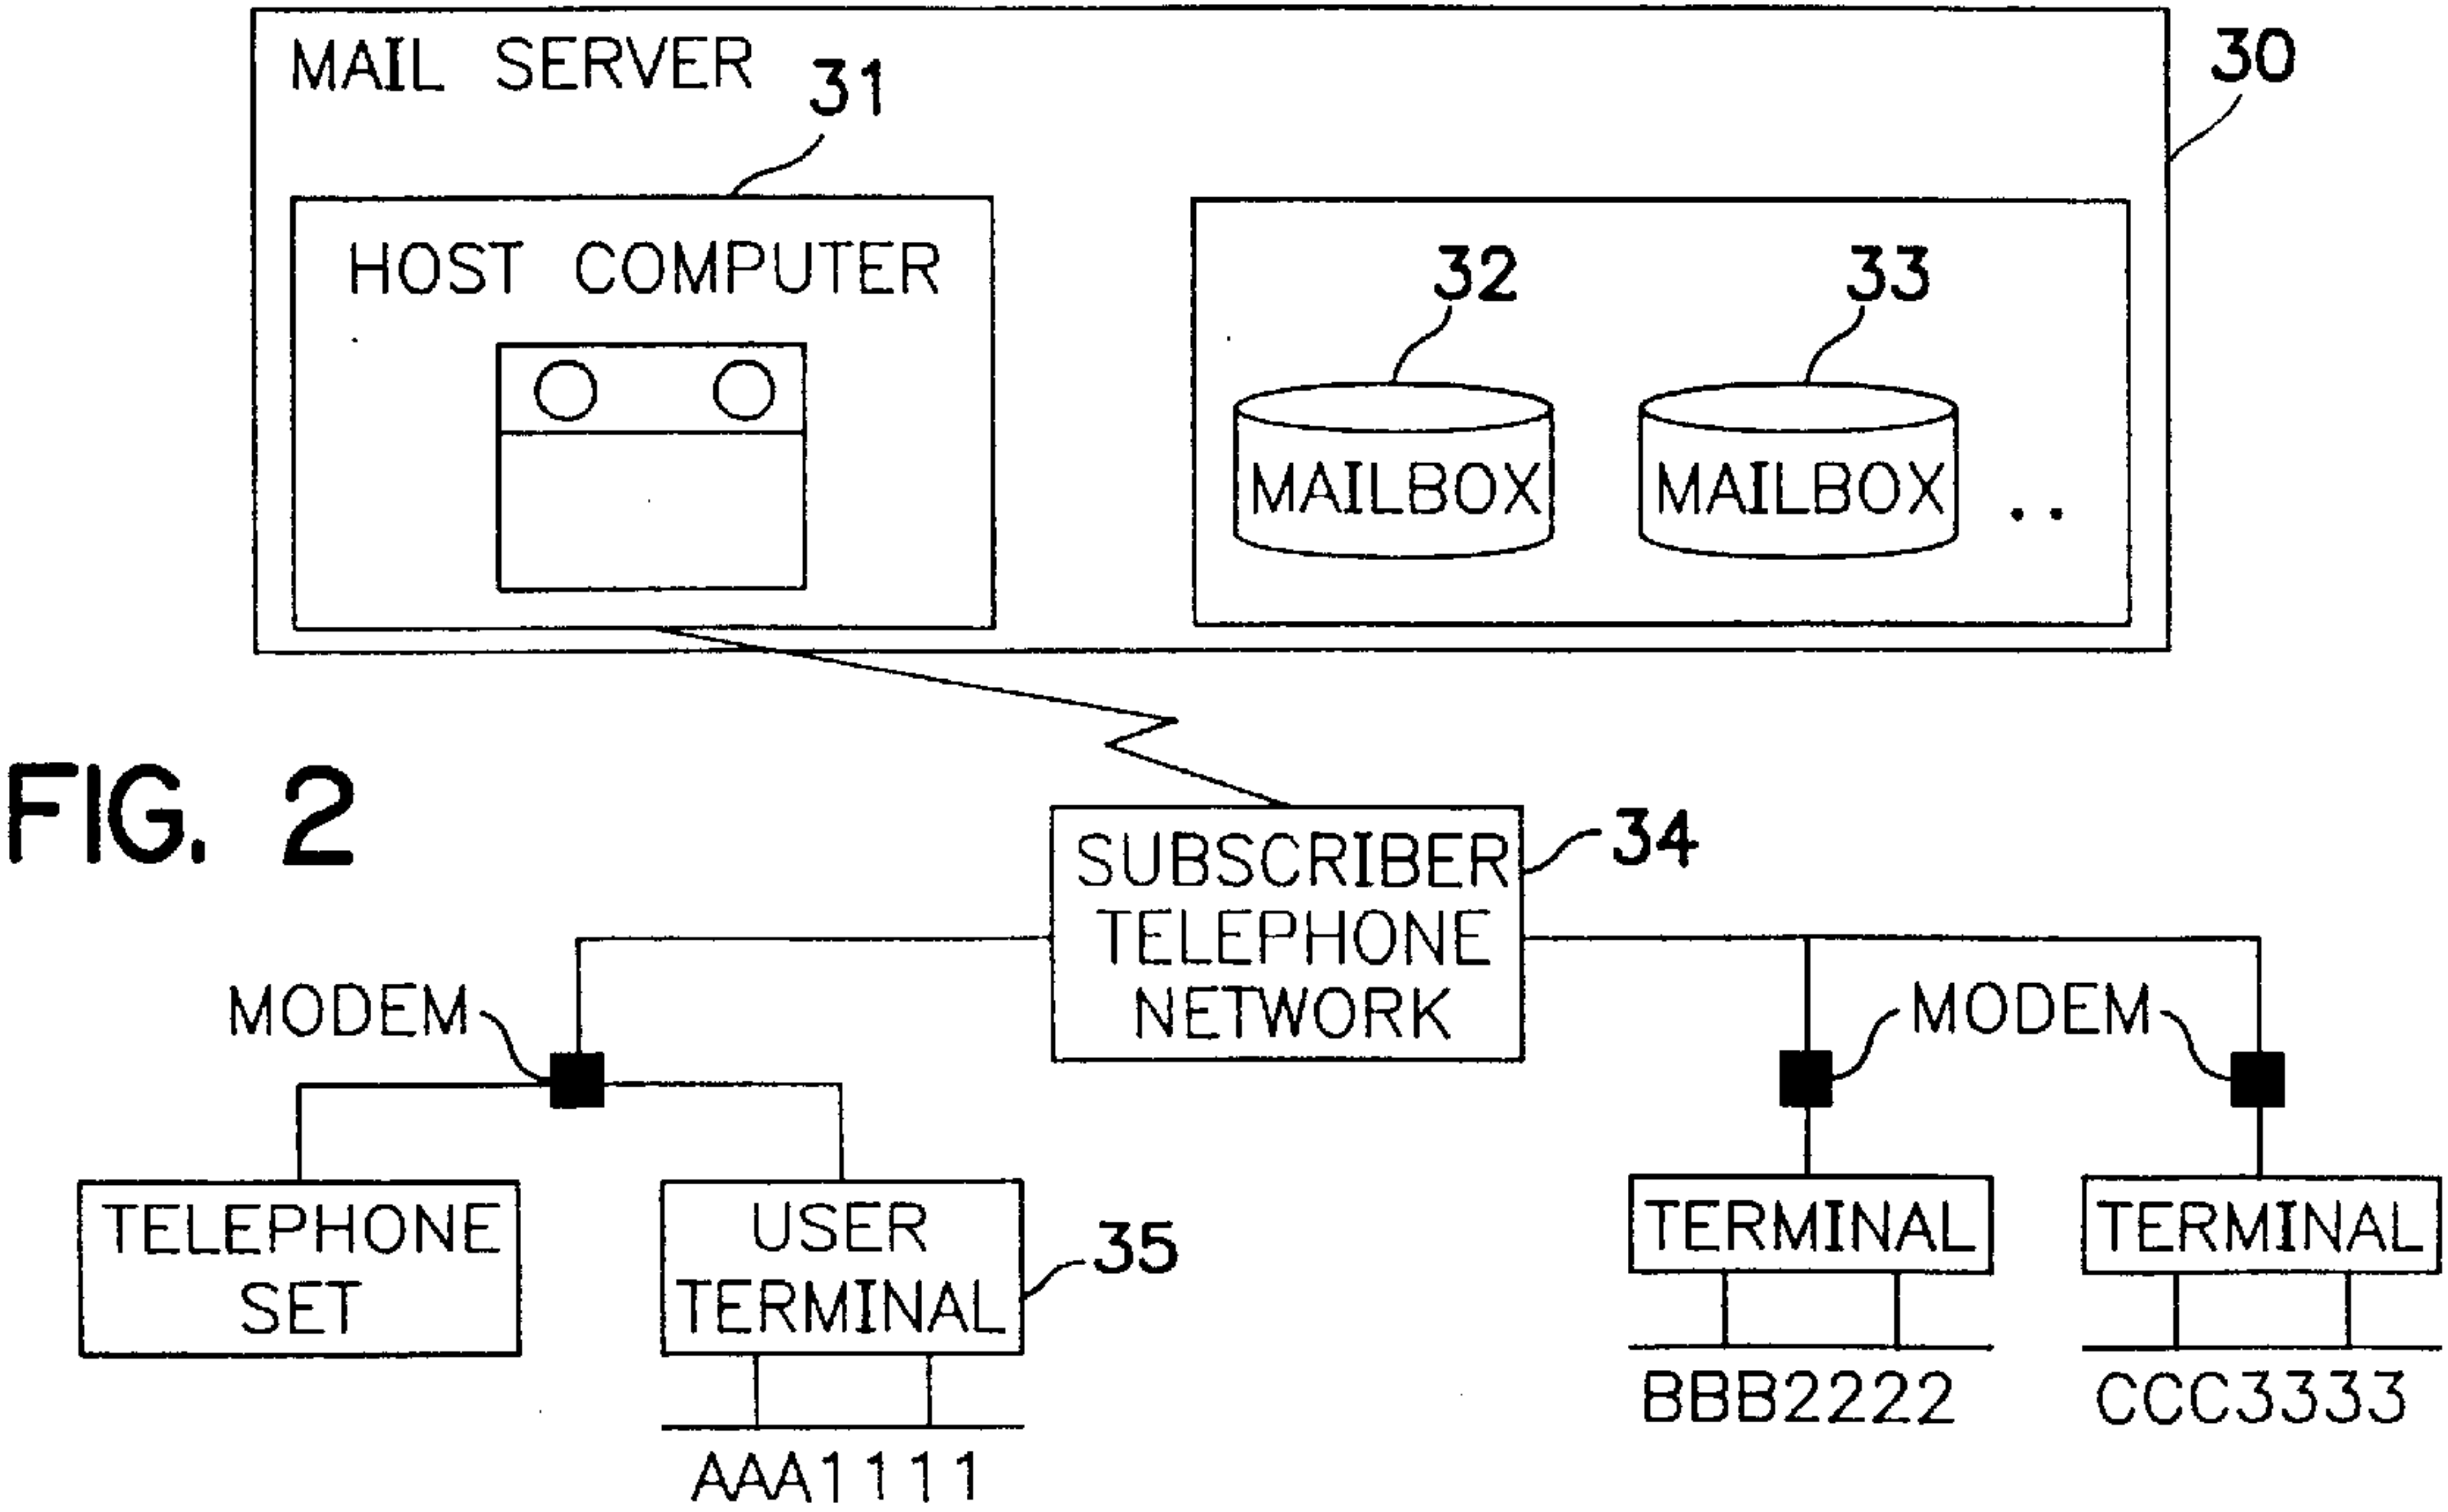 MAIL SERVER
30
31
HOST COMPUTER
32
33
MAILBOX
MAILBOX
..
FIG. 2
SUBSCRIBER
TELEPHONE
NETWORK
34
MODEM
MODEM
TELEPHONE
SET
USER
TERMINAL
35
TERMINAL
TERMINAL
AAA1111
BBB2222
CCC3333